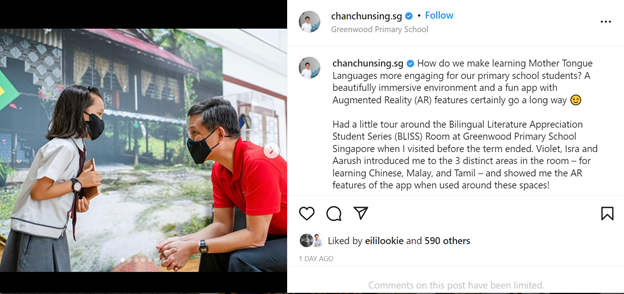 chanchunsing.sg • Follow
Greenwood Primary School
chanchunsing.sg How do we make learning Mother Tongue
Languages more engaging for our primary school students? A
beautifully immersive environment and a fun app with
Augmented Reality (AR) features certainly go a long way 😉
Had a little tour around the Bilingual Literature Appreciation
Student Series (BLISS) Room at Greenwood Primary School
Singapore when I visited before the term ended. Violet, Isra and
Aarush introduced me to the 3 distinct areas in the room – for
learning Chinese, Malay, and Tamil – and showed me the AR
features of the app when used around these spaces!
Liked by eililookie and 590 others
1 DAY AGO
Comments on this post have been limited.